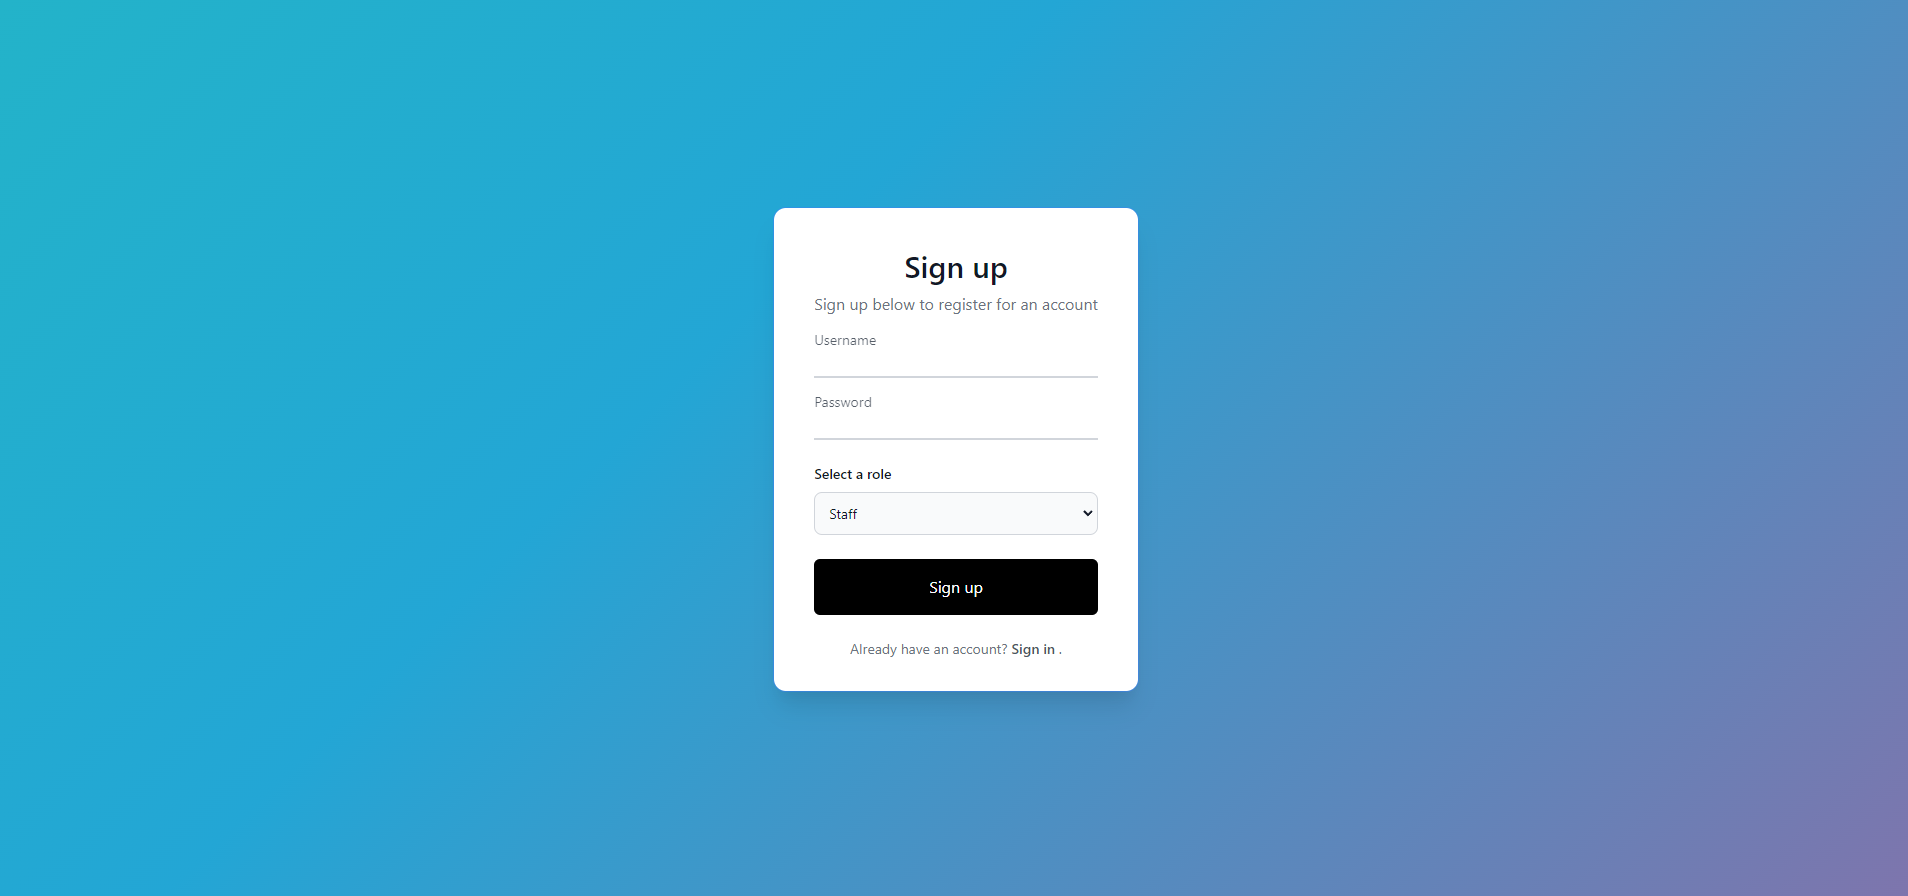 Sign up
Sign up below to register for an account
Username
Password
Select a role
Staff
Sign up
Already have an account? Sign in .